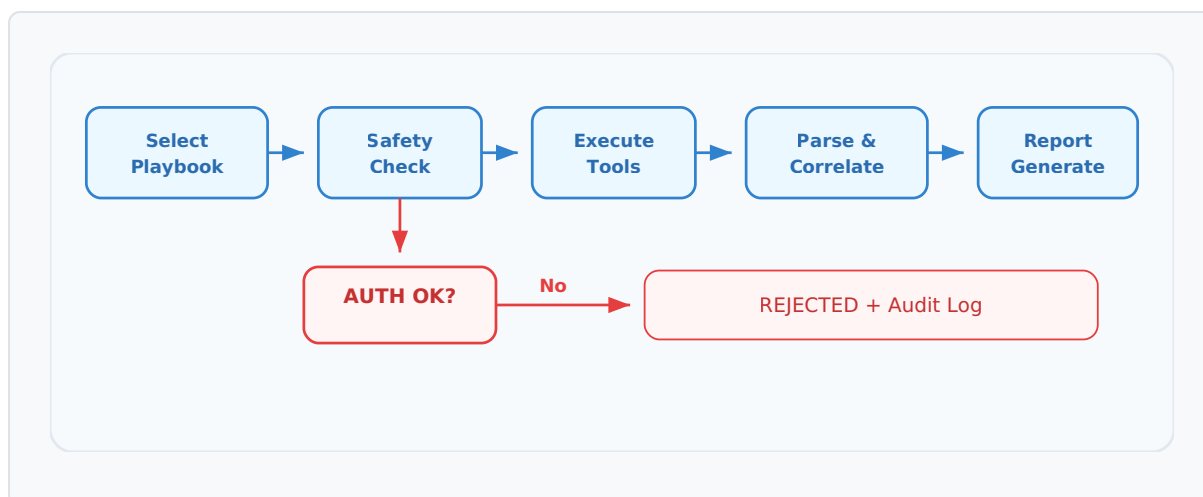 Select
Playbook
Safety
Check
Execute
Tools
Parse &
Correlate
Report
Generate
AUTH OK?
No
REJECTED + Audit Log